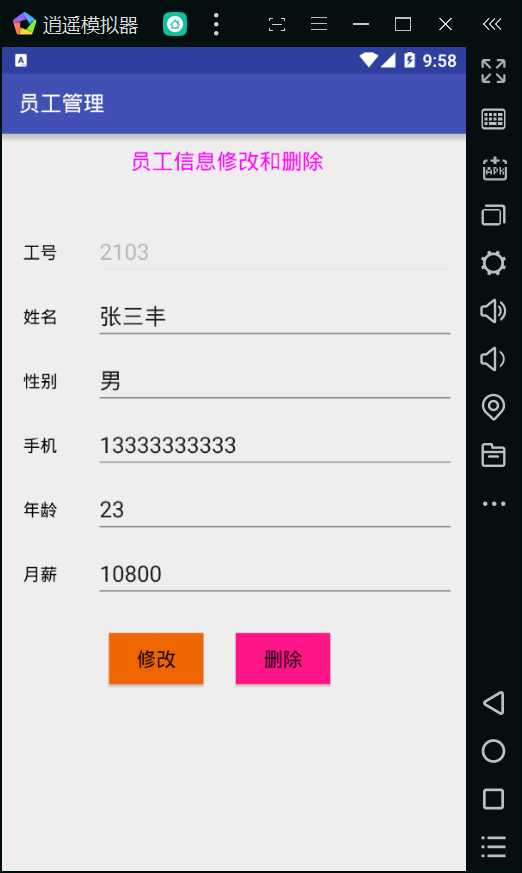 逍遥模拟器
A 9:58
员工管理
员工信息修改和删除
工号 2103
姓名 张三丰
性别 男
手机 13333333333
年龄 23
月薪 10800
修改 删除
APK